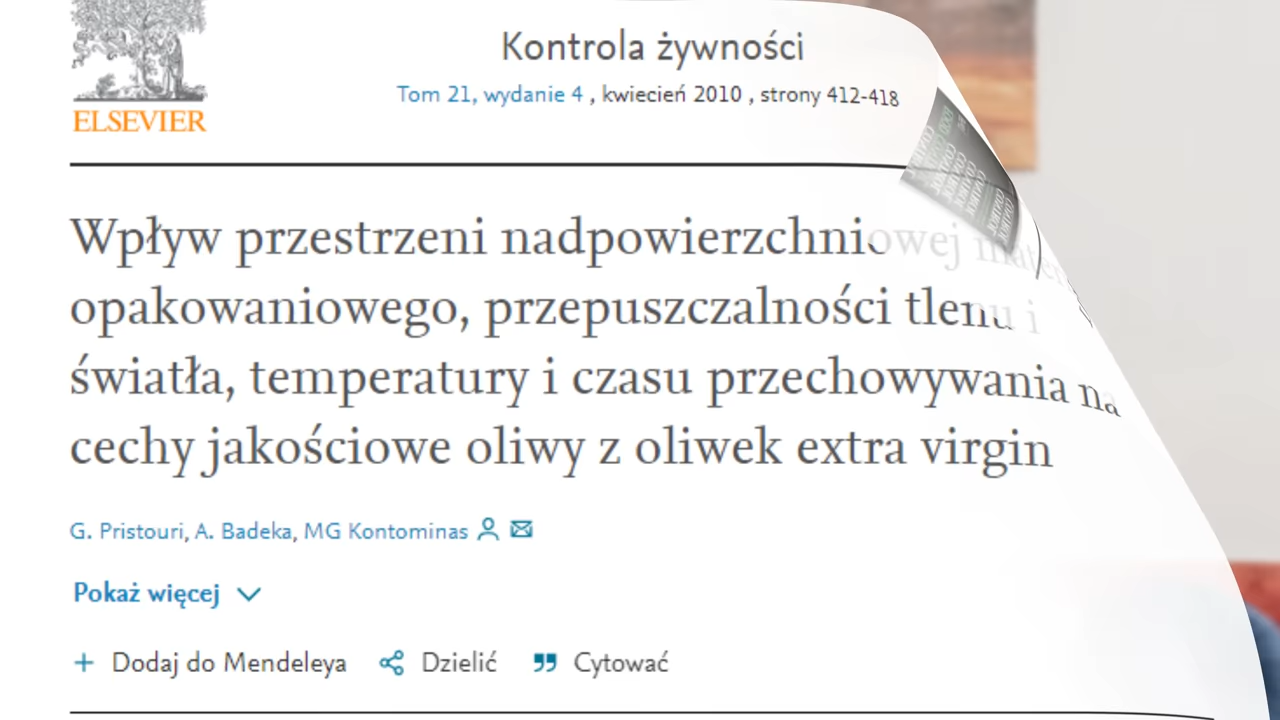 ELSEVIER
Kontrola żywności
Tom 21, wydanie 4 , kwiecień 2010 , strony 412-418
Wpływ przestrzeni nadpowierzchniowej
opakowaniowego, przepuszczalności tlenu i
światła, temperatury i czasu przechowywania na
cechy jakościowe oliwy z oliwek extra virgin
G. Pristouri, A. Badeka, MG Kontominas
Pokaż więcej
Dodaj do Mendeleya Dzielić Cytować